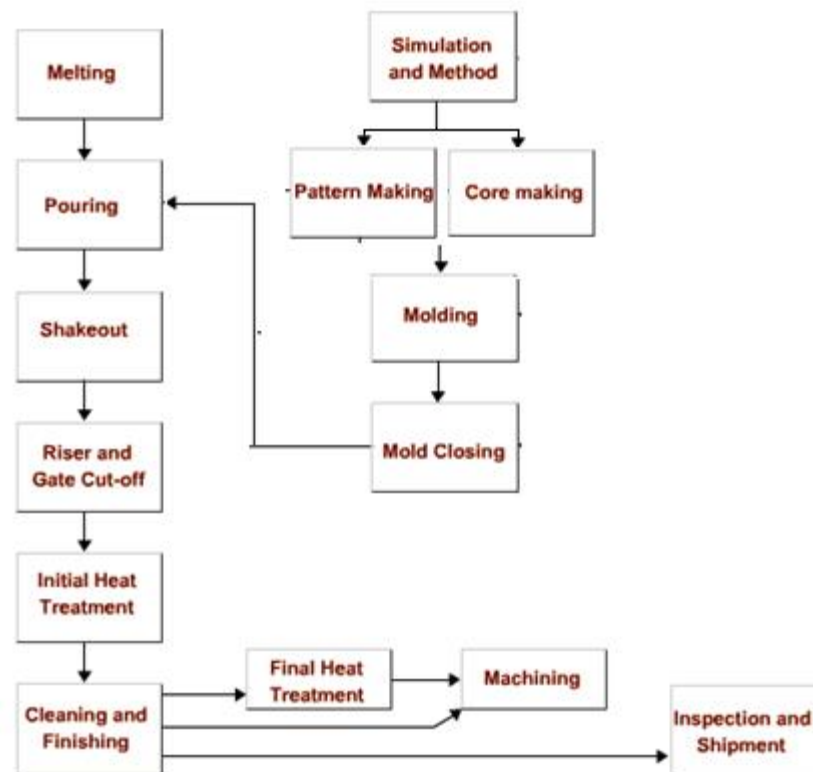 Melting
Pouring
Shakeout
Riser and
Gate Cut-off
Initial Heat
Treatment
Cleaning and
Finishing
Simulation
and Method
Pattern Making
Core making
Molding
Mold Closing
Final Heat
Treatment
Machining
Inspection and
Shipment